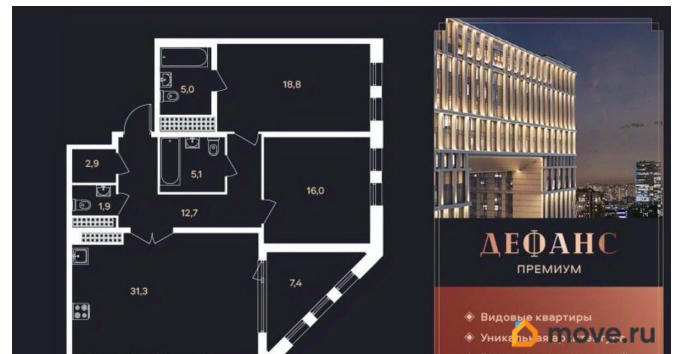 5,0
18,8
2,9
5,1
16,0
1,9
12,7
7,4
31,3
ДЕФАНС
ПРЕМИУМ
Видовые квартиры
Уникальная
move.ru